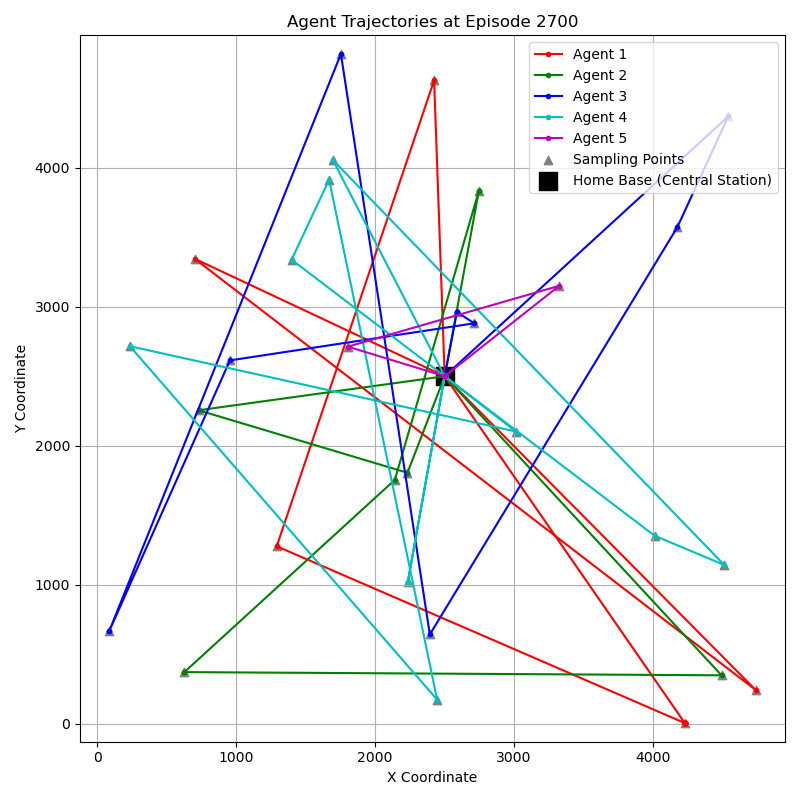 Agent Trajectories at Episode 2700
Agent 1
Agent 2
Agent 3
Agent 4
Agent 5
Sampling Points
Home Base (Central Station)
Y Coordinate
4000
3000
2000
1000
0
0 1000 2000 3000 4000
X Coordinate